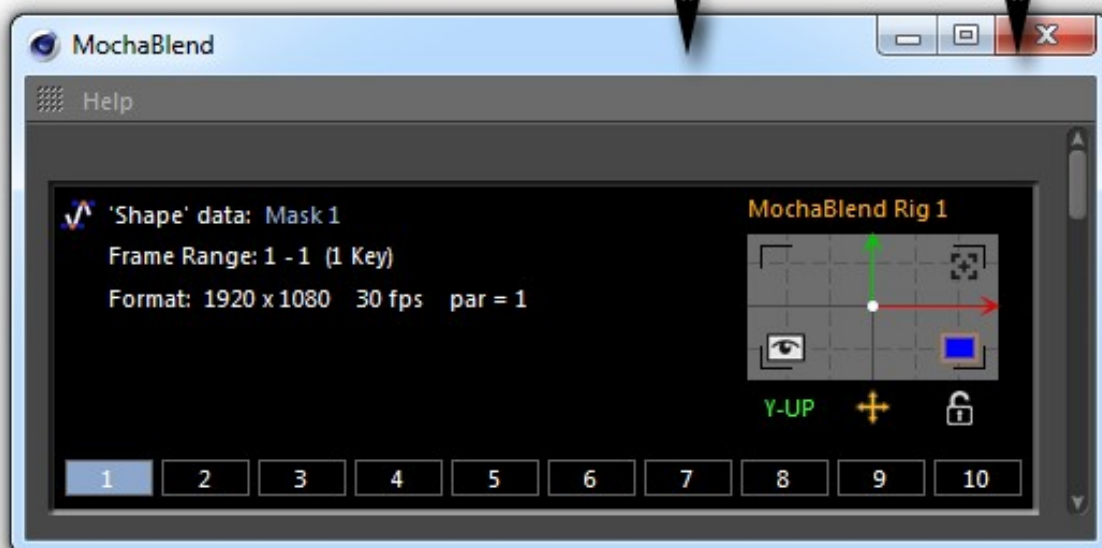 MochaBlend
Help
'Shape' data: Mask 1
MochaBlend Rig 1
Frame Range: 1 - 1 (1 Key)
Format: 1920 x 1080 30 fps par = 1
Y-UP
1 2 3 4 5 6 7 8 9 10